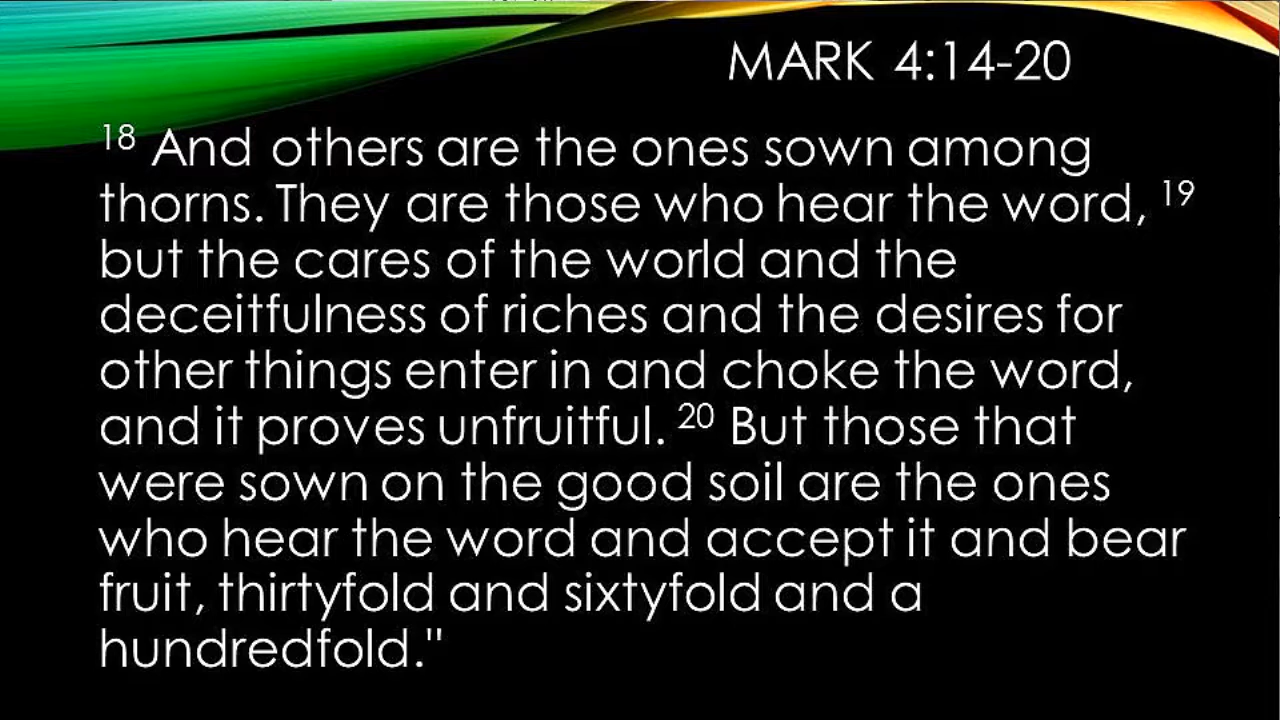 MARK 4:14-20
18 And others are the ones sown among
thorns. They are those who hear the word, 19
but the cares of the world and the
deceitfulness of riches and the desires for
other things enter in and choke the word,
and it proves unfruitful. 20 But those that
were sown on the good soil are the ones
who hear the word and accept it and bear
fruit, thirtyfold and sixtyfold and a
hundredfold."